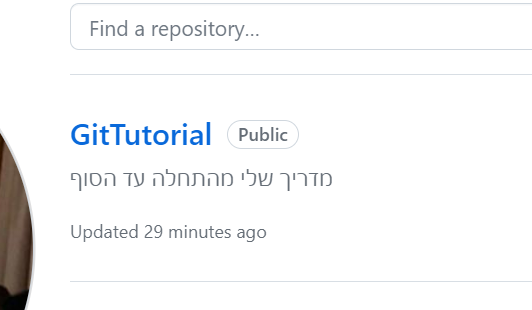 Find a repository...
GitTutorial Public
מדריך שלי מהתחלה עד הסוף
Updated 29 minutes ago